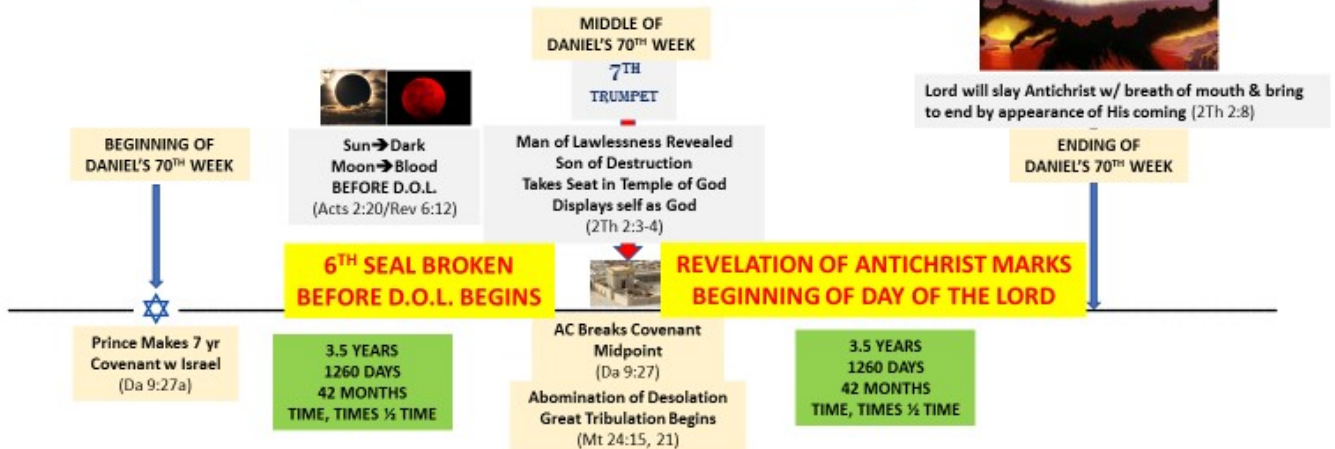 MIDDLE OF
DANIEL'S 70TH WEEK
7TH
TRUMPET
Lord will slay Antichrist w/ breath of mouth & bring
to end by appearance of His coming (2Th 2:8)
BEGINNING OF
DANIEL'S 70TH WEEK
Sun➔Dark
Moon➔Blood
BEFORE D.O.L.
(Acts 2:20/Rev 6:12)
Man of Lawlessness Revealed
Son of Destruction
Takes Seat in Temple of God
Displays self as God
(2Th 2:3-4)
ENDING OF
DANIEL'S 70TH WEEK
6TH SEAL BROKEN
BEFORE D.O.L. BEGINS
REVELATION OF ANTICHRIST MARKS
BEGINNING OF DAY OF THE LORD
Prince Makes 7 yr
Covenant w Israel
(Da 9:27a)
3.5 YEARS
1260 DAYS
42 MONTHS
TIME, TIMES ½ TIME
AC Breaks Covenant
Midpoint
(Da 9:27)
Abomination of Desolation
Great Tribulation Begins
(Mt 24:15, 21)
3.5 YEARS
1260 DAYS
42 MONTHS
TIME, TIMES ½ TIME